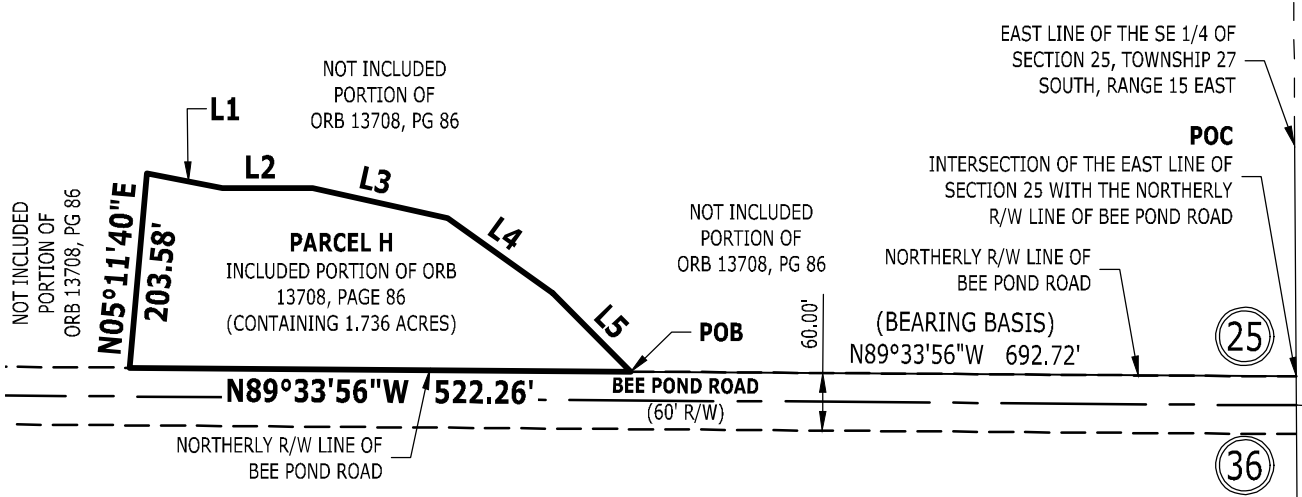 EAST LINE OF THE SE 1/4 OF
SECTION 25, TOWNSHIP 27
SOUTH, RANGE 15 EAST
NOT INCLUDED
PORTION OF
ORB 13708, PG 86
L1
POC
INTERSECTION OF THE EAST LINE OF
SECTION 25 WITH THE NORTHERLY
R/W LINE OF BEE POND ROAD
L2
L3
NOT INCLUDED
PORTION OF
ORB 13708, PG 86
N05°11'40"E
203.58'
PARCEL H
INCLUDED PORTION OF ORB
13708, PAGE 86
(CONTAINING 1.736 ACRES)
L4
L5
NOT INCLUDED
PORTION OF
ORB 13708, PG 86
NORTHERLY R/W LINE OF
BEE POND ROAD
POB
60.00'
(BEARING BASIS)
N89°33'56"W 692.72'
25
N89°33'56"W 522.26'
BEE POND ROAD
(60' R/W)
NORTHERLY R/W LINE OF
BEE POND ROAD
36